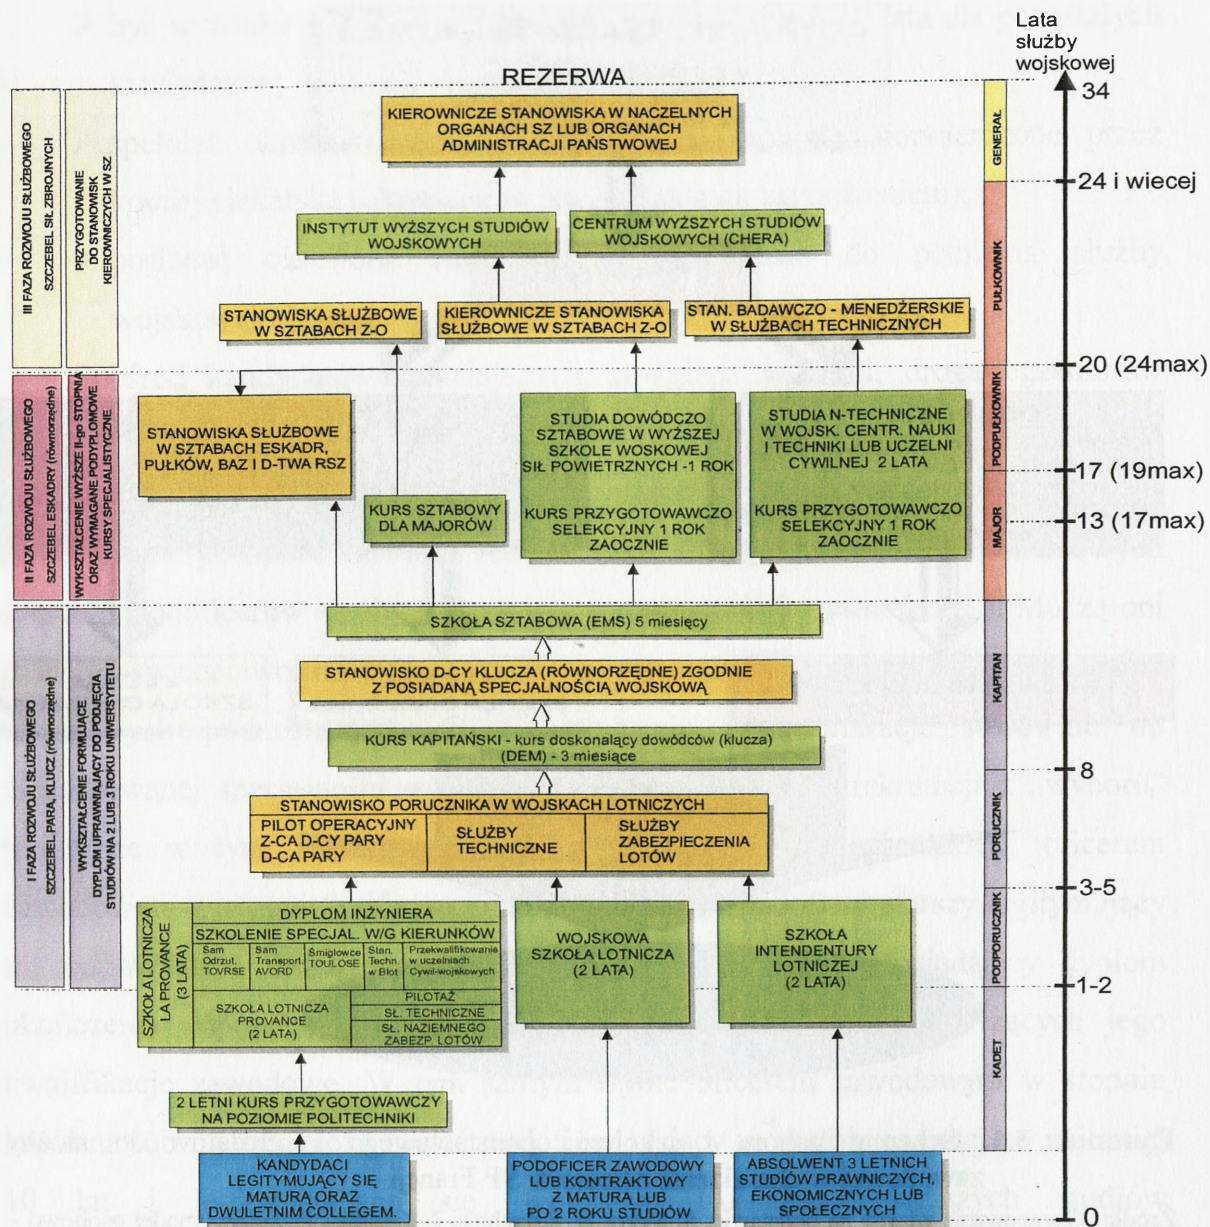 Lata
służby
wojskowej
REZERWA
34
KIEROWNICZE STANOWISKA W NACZELNYCH
ORGANACH SZ LUB ORGANACH
ADMINISTRACJI PAŃSTWOWEJ
GENERAŁ
24 i wiecej
III FAZA ROZWOJU SŁUŻBOWEGO
SZCZEBEL SIŁ ZBROJNYCH
PRZYGOTOWANIE
DO STANOWISK
KIEROWNICZYCH W SZ
INSTYTUT WYŻSZYCH STUDIÓW
WOJSKOWYCH
CENTRUM WYŻSZYCH STUDIÓW
WOJSKOWYCH (CHERA)
PUŁKOWNIK
STANOWISKA SŁUŻBOWE
W SZTABACH Z-O
KIEROWNICZE STANOWISKA
SŁUŻBOWE W SZTABACH Z-O
STAN. BADAWCZO - MENEDŻERSKIE
W SŁUŻBACH TECHNICZNYCH
20 (24max)
II FAZA ROZWOJU SŁUŻBOWEGO
SZCZEBEL ESKADRY (równorzędne)
WYKSZTAŁCENIE WYŻSZE II-go STOPNIA
ORAZ WYMAGANE PODYPLOMOWE
KURSY SPECJALISTYCZNE
STANOWISKA SŁUŻBOWE
W SZTABACH ESKADR,
PUŁKÓW, BAZ I D-TWA RSZ
STUDIA DOWÓDCZO
SZTABOWE W WYŻSZEJ
SZKOLE WOSKOWEJ
SIŁ POWIETRZNYCH -1 ROK
KURS PRZYGOTOWAWCZO
SELEKCYJNY 1 ROK
ZAOCZNIE
STUDIA N-TECHNICZNE
W WOJSK. CENTR. NAUKI
I TECHNIKI LUB UCZELNI
CYWILNEJ 2 LATA
KURS PRZYGOTOWAWCZO
SELEKCYJNY 1 ROK
ZAOCZNIE
PODPUŁKOWNIK
17 (19max)
KURS SZTABOWY
DLA MAJORÓW
MAJOR
13 (17max)
SZKOŁA SZTABOWA (EMS) 5 miesięcy
I FAZA ROZWOJU SŁUŻBOWEGO
SZCZEBEL, PARA, KLUCZ (równorzędne)
WYKSZTAŁCENIE FORMUJĄCE
DYPLOM UPRAWNIAJĄCY DO PODJĘCIA
STUDIÓW NA 2 LUB 3 ROKU UNIWERSYTETU
STANOWISKO D-CY KLUCZA (RÓWNORZĘDNE) ZGODNIE
Z POSIADANĄ SPECJALNOŚCIĄ WÓJSKOWĄ
KAPITAN
KURS KAPITAŃSKI - kurs doskonalący dowódców (klucza)
(DEM) - 3 miesiące
8
STANOWISKO PORUCZNIKA W WOJSKACH LOTNICZYCH
PILOT OPERACYJNY
Z-CA D-CY PARY
D-CA PARY
SŁUŻBY
TECHNICZNE
SŁUŻBY
ZABEZPIECZENIA
LOTÓW
PORUCZNIK
3-5
SZKOŁA LOTNICZA
LA PROVANCE
(3 LATA)
DYPLOM INŻYNIERA
SZKOLENIE SPECJAL. W/G KIERUNKÓW
Sam
Odrzut.
TOVRSE
Sam
Transport.
AVORD
Śmigłowce
TOULOSE
Stan.
Techn.
w Błot
Przekwalifikowanie
w uczelniach
Cywil-wojskowych
SZKOŁA LOTNICZA
PROVANCE
(2 LATA)
PILOTAŻ
SŁ. TECHNICZNE
SŁ. NAZIEMNEGO
ZABEZP. LOTÓW
WOJSKOWA
SZKOŁA LOTNICZA
(2 LATA)
SZKOŁA
INTENDENTURY
LOTNICZEJ
(2 LATA)
PODPORUCZNIK
1-2
KADET
2 LETNI KURS PRZYGOTOWAWCZY
NA POZIOMIE POLITECHNIKI
KANDYDACI
LEGITYMUJĄCY SIĘ
MATURĄ ORAZ
DWULETNIM COLLEGEM.
PODOFICER ZAWODOWY
LUB KONTRAKTOWY
Z MATURĄ LUB
PO 2 ROKU STUDIÓW
ABSOLWENT 3 LETNICH
STUDIÓW PRAWNICZYCH,
EKONOMICZNYCH LUB
SPOŁECZNYCH
0